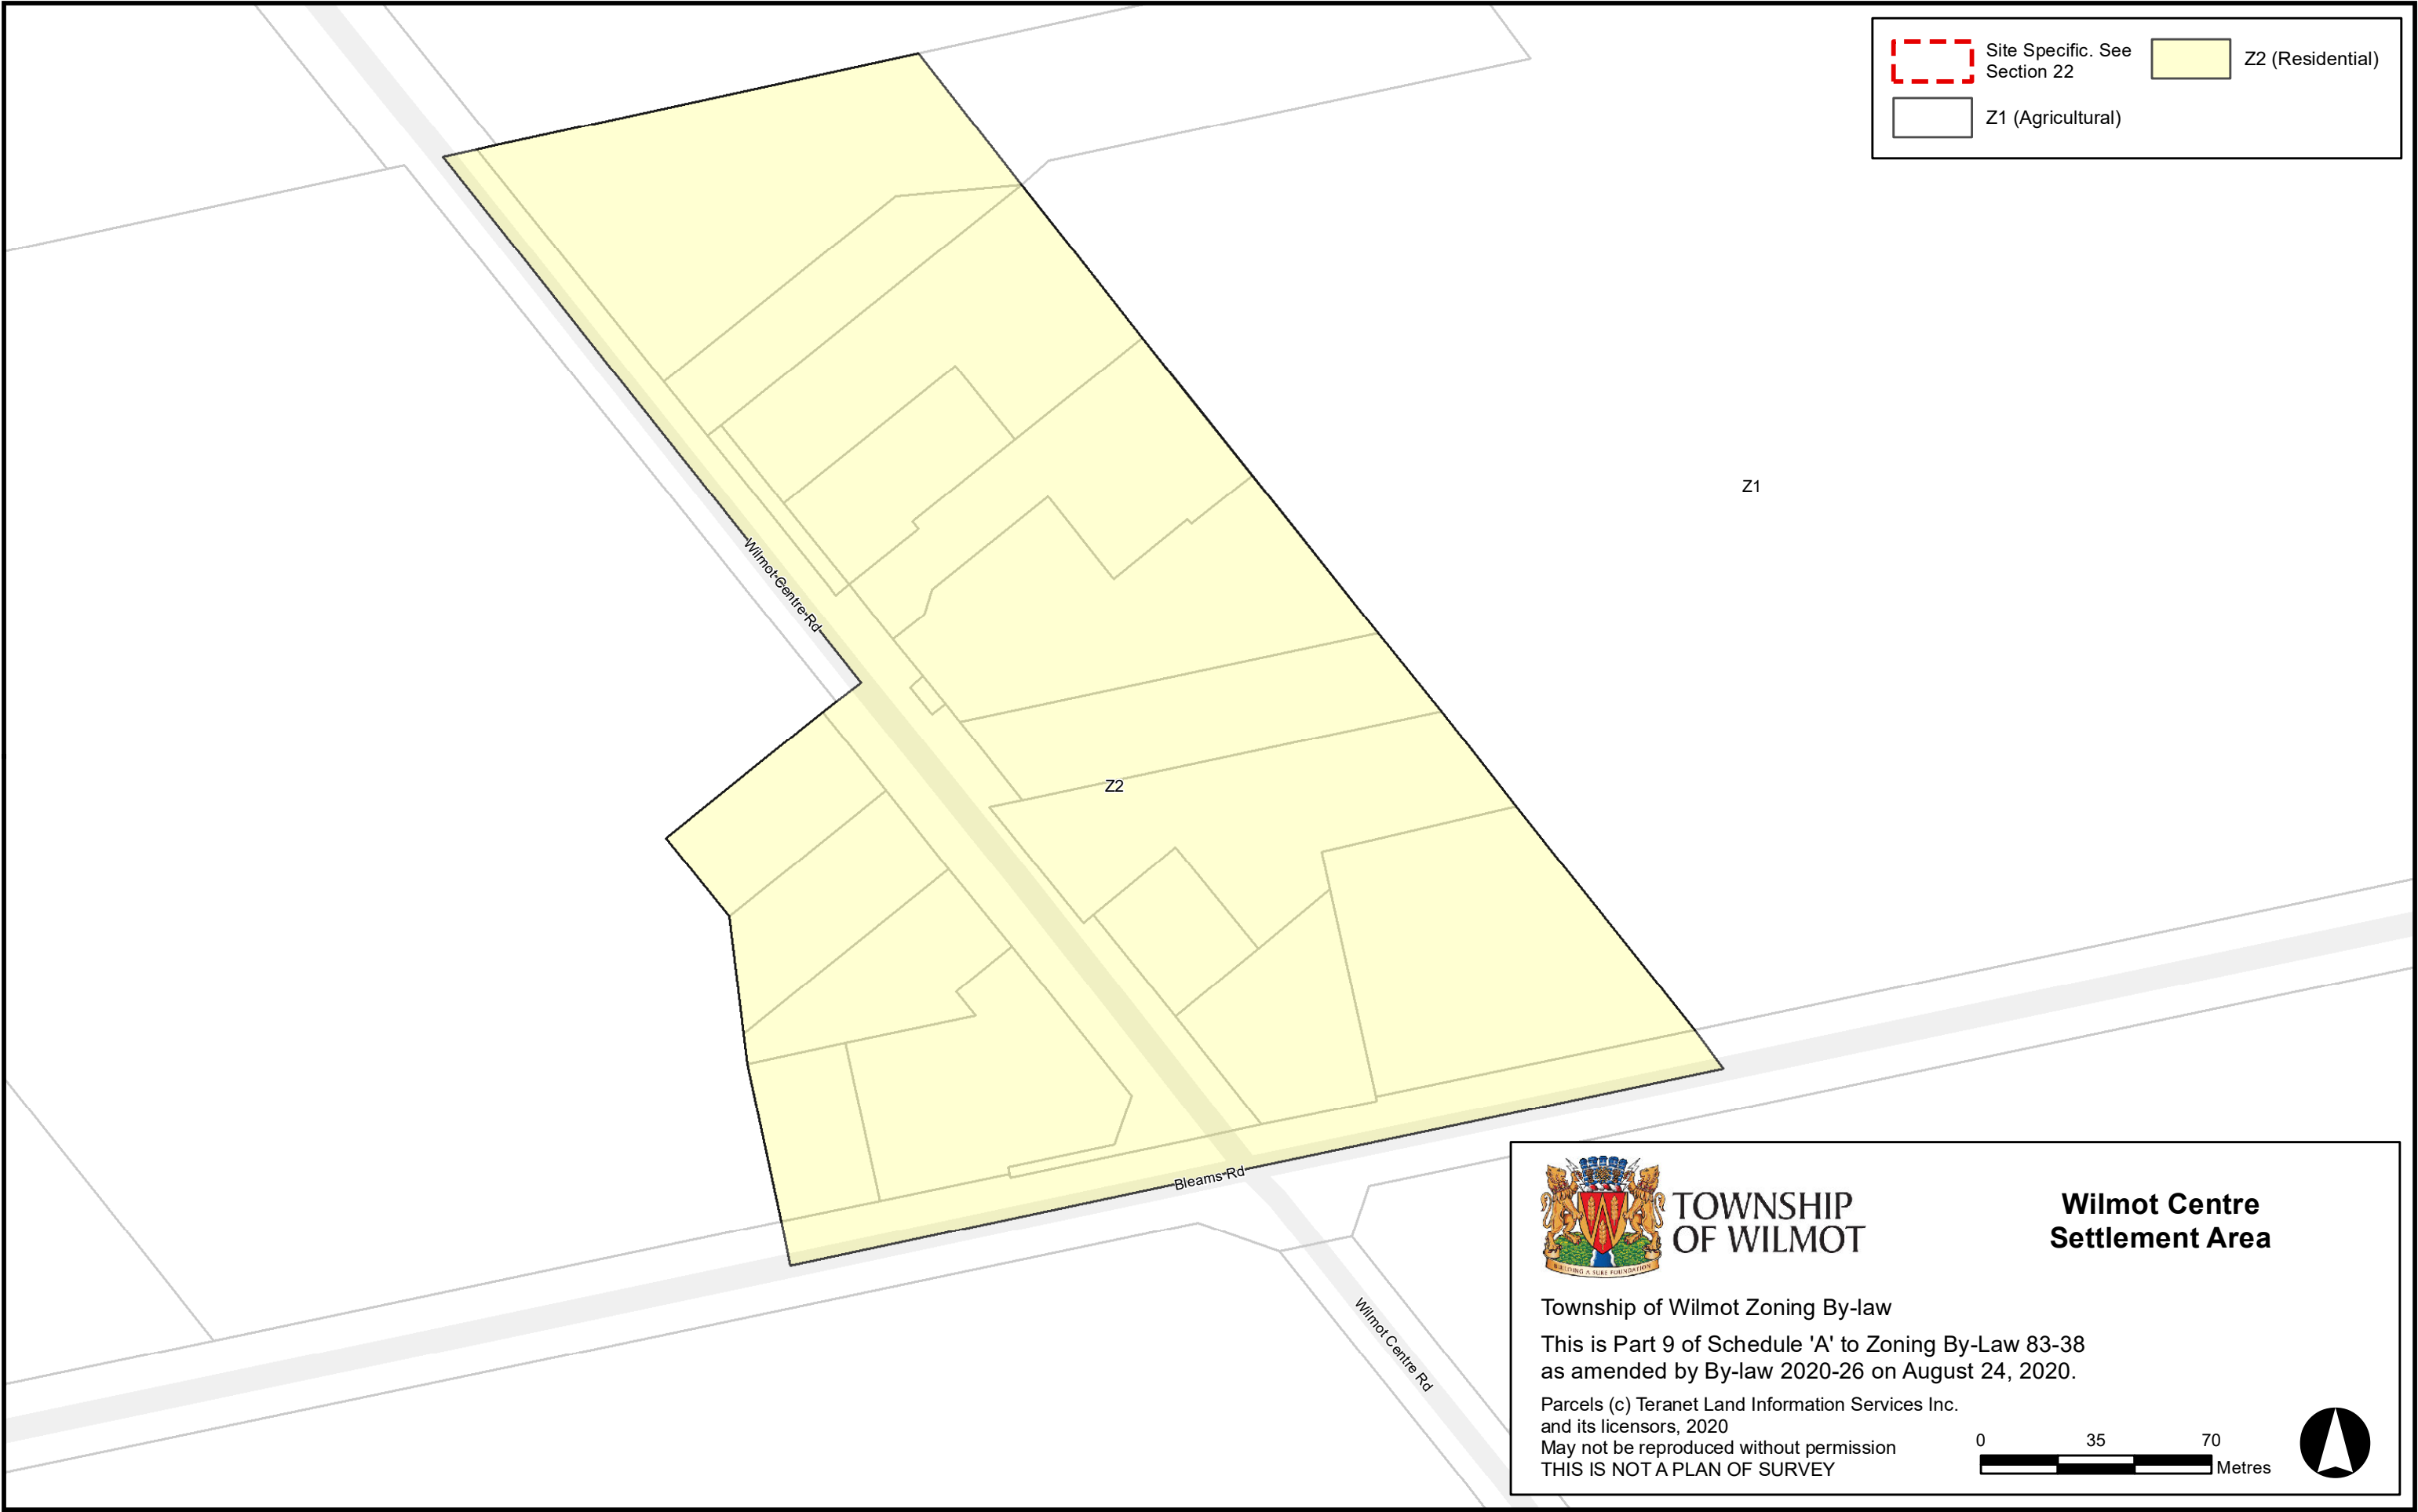 Site Specific. See
Section 22
Z2 (Residential)
Z1 (Agricultural)
Z1
Wilmot Centre Rd
Z2
Bleams Rd
Wilmot Centre Rd
TOWNSHIP
OF WILMOT
BUILDING A SURE FOUNDATION
Wilmot Centre
Settlement Area
Township of Wilmot Zoning By-law
This is Part 9 of Schedule 'A' to Zoning By-Law 83-38
as amended by By-law 2020-26 on August 24, 2020.
Parcels (c) Teranet Land Information Services Inc.
and its licensors, 2020
May not be reproduced without permission
THIS IS NOT A PLAN OF SURVEY
0 35 70
Metres